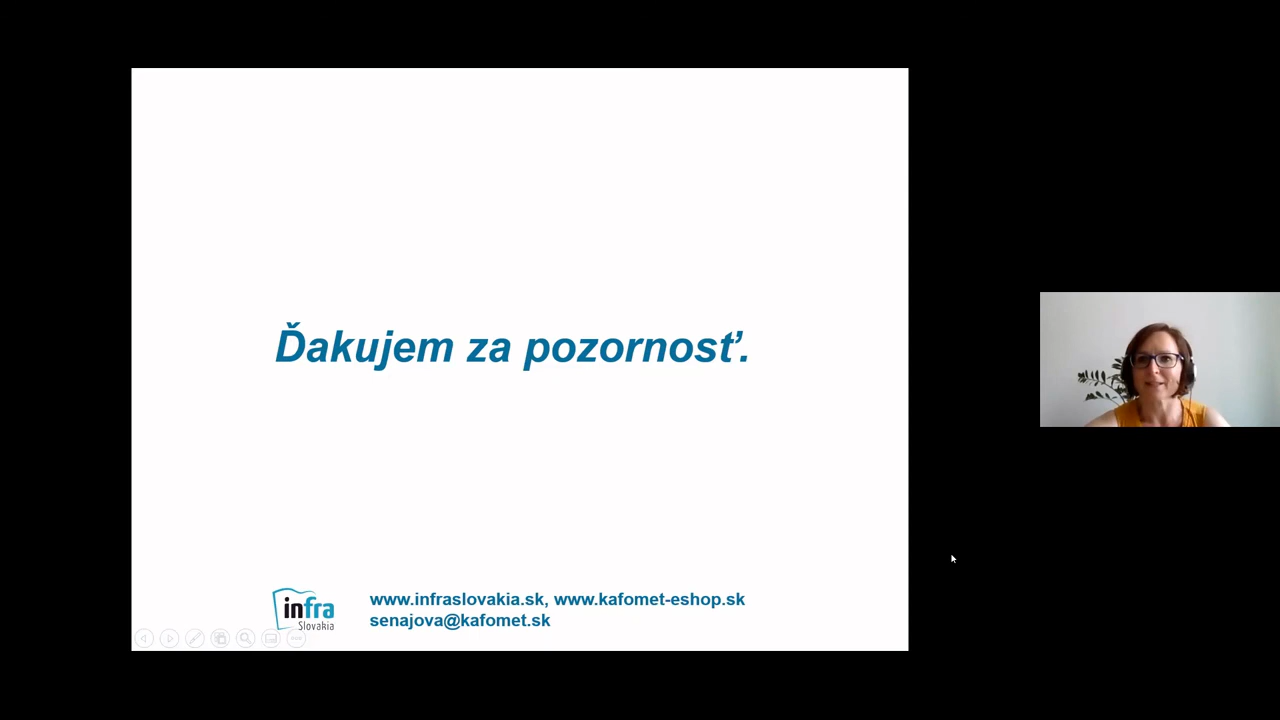 Ďakujem za pozornosť.
infra
Slovakia
www.infraslovakia.sk, www.kafomet-eshop.sk
senajova@kafomet.sk